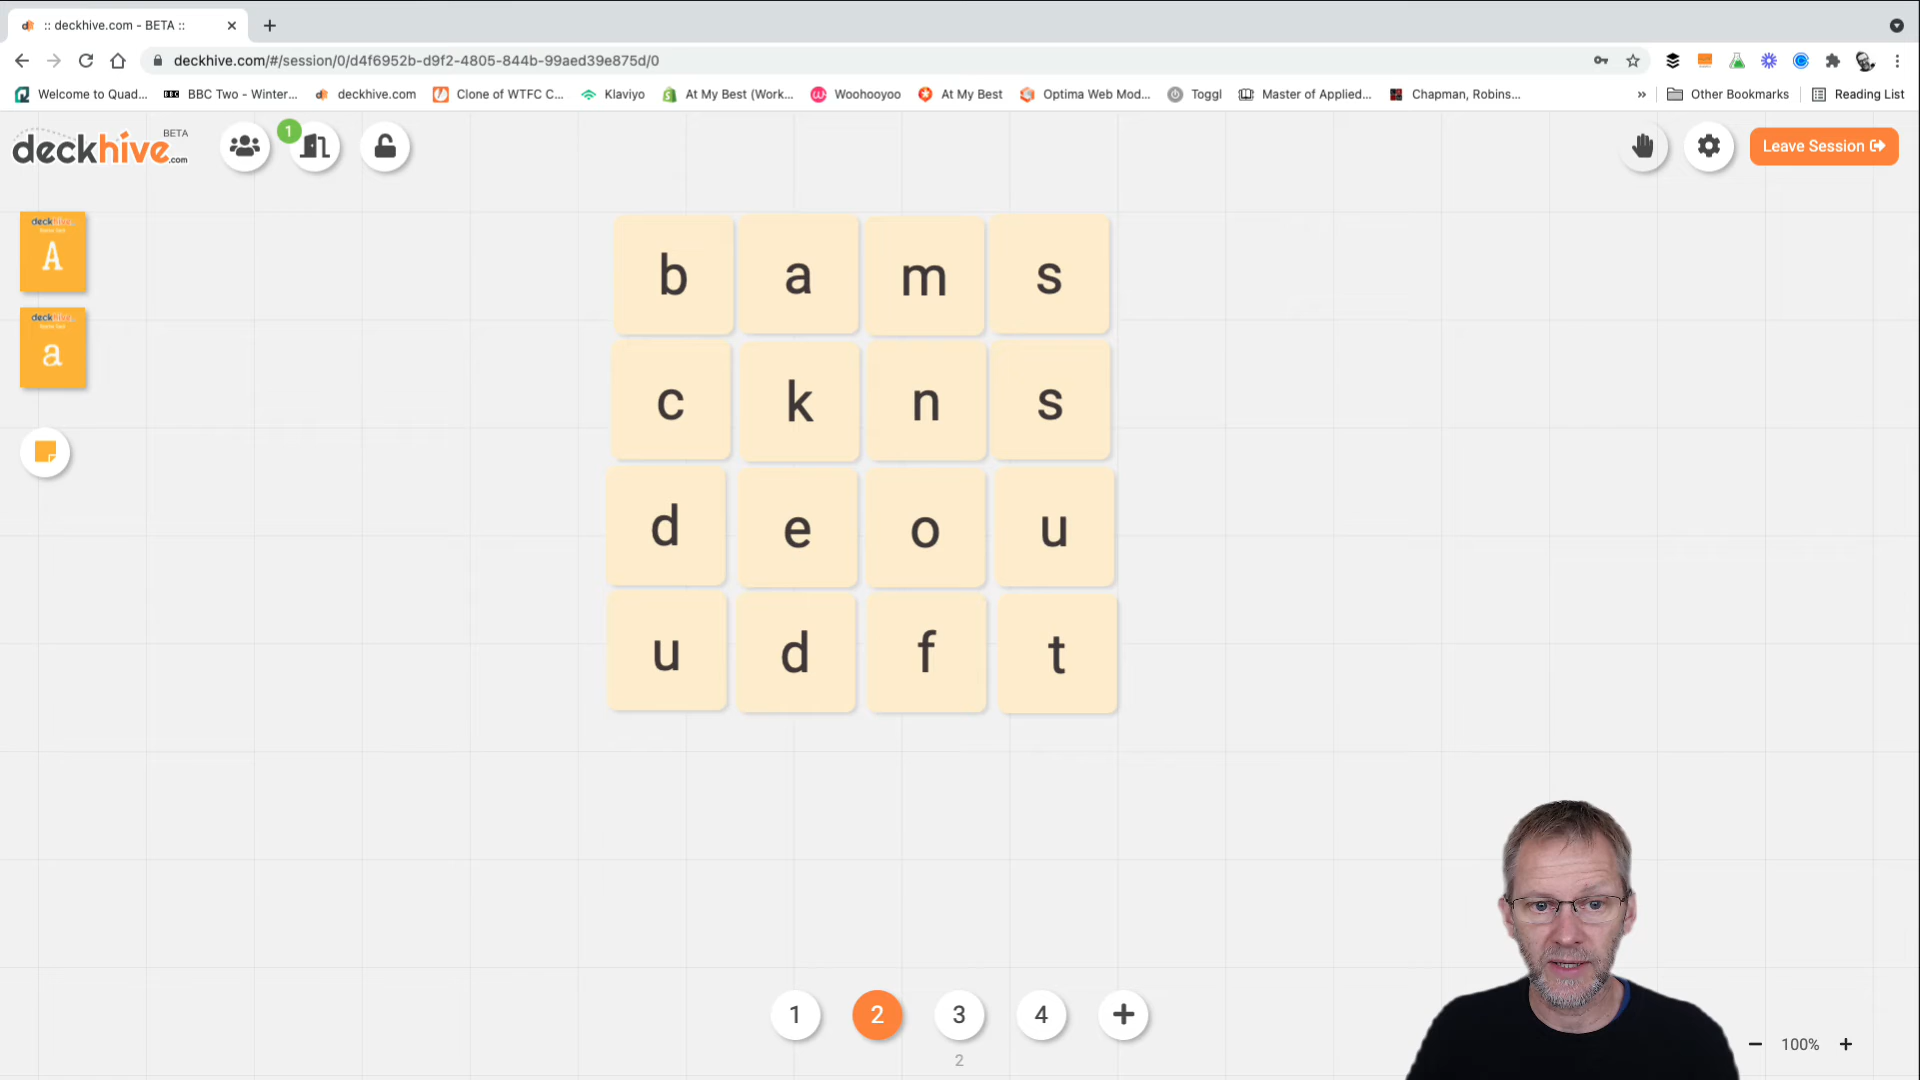 :: deckhive.com - BETA ::
deckhive.com/#/session/0/d4f6952b-d9f2-4805-844b-99aed39e875d/0
Welcome to Quad... BBC Two - Winter... deckhive.com Clone of WTFC C... Klaviyo At My Best (Work... Woohooyoo At My Best Optima Web Mod... Toggl Master of Applied... Chapman, Robins... » Other Bookmarks Reading List
deckhive.com BETA 1 Leave Session
deckhive
A
deckhive
a
b a m s
c k n s
d e o u
u d f t
1 2 3 4 +
2
− 100% +